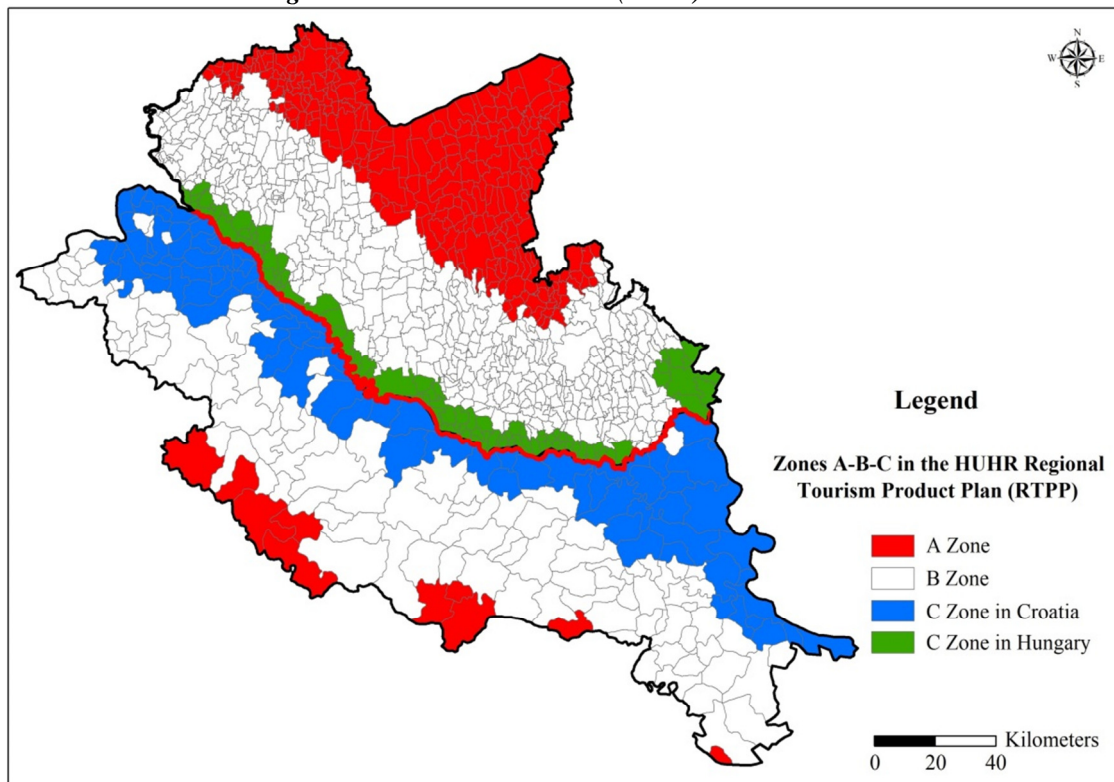 N
W E
S
Legend
Zones A-B-C in the HUHR Regional
Tourism Product Plan (RTPP)
A Zone
B Zone
C Zone in Croatia
C Zone in Hungary
Kilometers
0 20 40